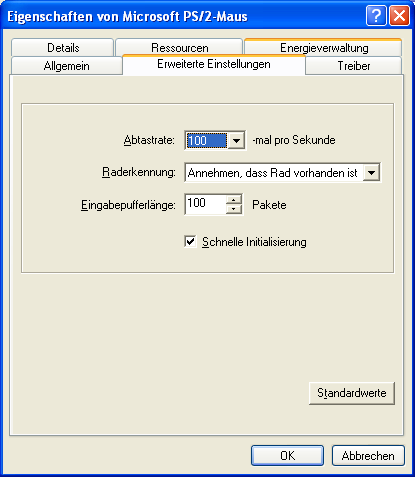 Eigenschaften von Microsoft PS/2-Maus
Details Ressourcen Energieverwaltung
Allgemein Erweiterte Einstellungen Treiber
Abtastrate: 100 -mal pro Sekunde
Raderkennung: Annehmen, dass Rad vorhanden ist
Eingabepufferlänge: 100 Pakete
Schnelle Initialisierung
Standardwerte
OK Abbrechen